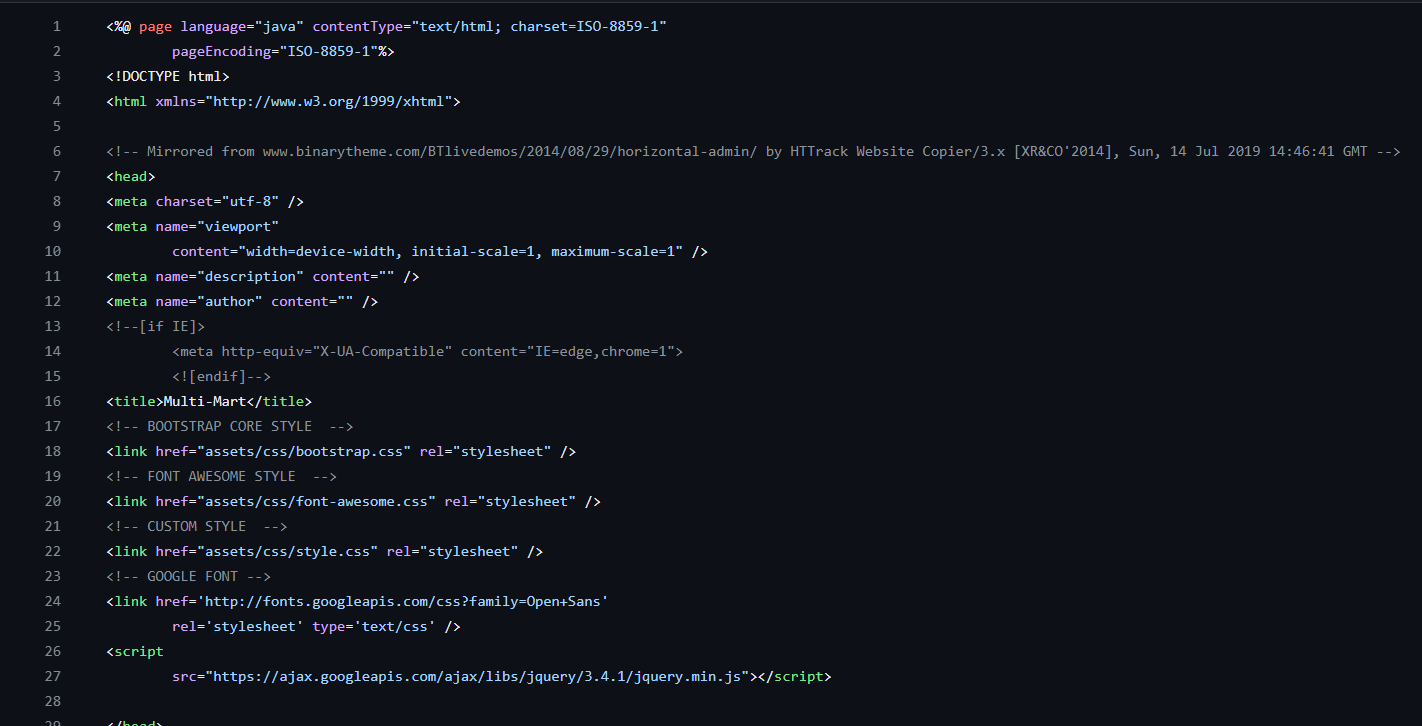 1 <%@ page language="java" contentType="text/html; charset=ISO-8859-1"
2 pageEncoding="ISO-8859-1"%>
3 <!DOCTYPE html>
4 <html xmlns="http://www.w3.org/1999/xhtml">
5
6 <!-- Mirrored from www.binarytheme.com/BTlivedemos/2014/08/29/horizontal-admin/ by HTTrack Website Copier/3.x [XR&CO'2014], Sun, 14 Jul 2019 14:46:41 GMT -->
7 <head>
8 <meta charset="utf-8" />
9 <meta name="viewport"
10 content="width=device-width, initial-scale=1, maximum-scale=1" />
11 <meta name="description" content="" />
12 <meta name="author" content="" />
13 <!--[if IE]>
14 <meta http-equiv="X-UA-Compatible" content="IE=edge,chrome=1">
15 <![endif]-->
16 <title>Multi-Mart</title>
17 <!-- BOOTSTRAP CORE STYLE  -->
18 <link href="assets/css/bootstrap.css" rel="stylesheet" />
19 <!-- FONT AWESOME STYLE  -->
20 <link href="assets/css/font-awesome.css" rel="stylesheet" />
21 <!-- CUSTOM STYLE  -->
22 <link href="assets/css/style.css" rel="stylesheet" />
23 <!-- GOOGLE FONT -->
24 <link href='http://fonts.googleapis.com/css?family=Open+Sans'
25 rel='stylesheet' type='text/css' />
26 <script
27 src="https://ajax.googleapis.com/ajax/libs/jquery/3.4.1/jquery.min.js"></script>
28
29 </head>